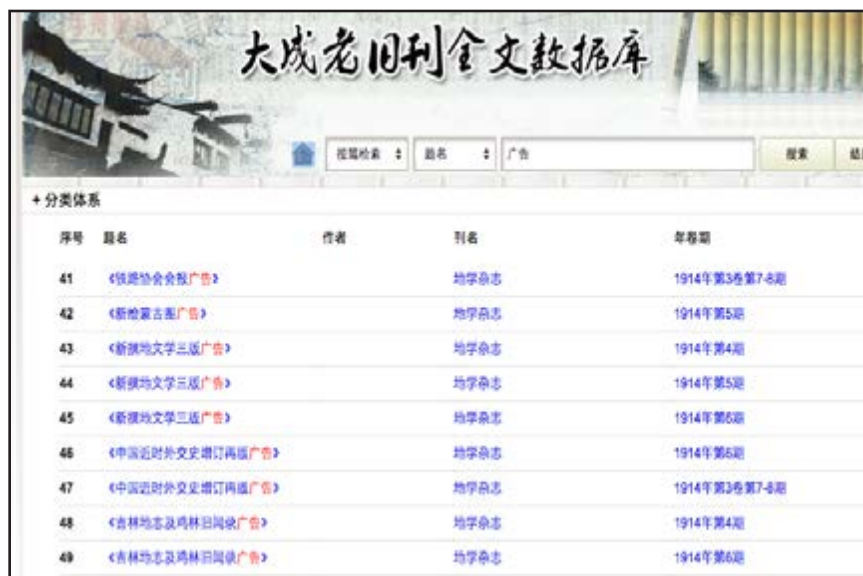 大成老旧刊全文数据库
按篇检索 题名 广告 搜索
+ 分类体系
序号 题名 作者 刊名 年卷期
41 《铁路协会会报广告》 地学杂志 1914年第3卷第7-8期
42 《新绘蒙古图广告》 地学杂志 1914年第5期
43 《新撰地文学三版广告》 地学杂志 1914年第4期
44 《新撰地文学三版广告》 地学杂志 1914年第5期
45 《新撰地文学三版广告》 地学杂志 1914年第6期
46 《中国近时外交史增订再版广告》 地学杂志 1914年第6期
47 《中国近时外交史增订再版广告》 地学杂志 1914年第3卷第7-8期
48 《吉林地志及鸡林旧闻录广告》 地学杂志 1914年第4期
49 《吉林地志及鸡林旧闻录广告》 地学杂志 1914年第6期